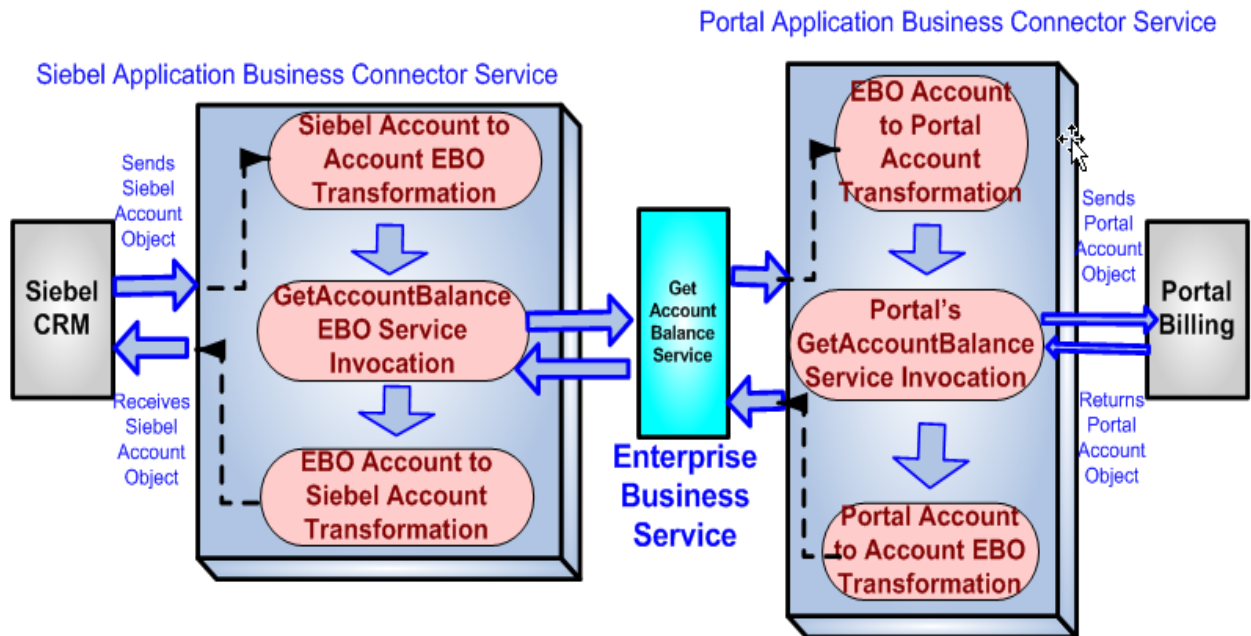 Portal Application Business Connector Service
Siebel Application Business Connector Service
Sends
Siebel
Account
Object
Siebel
CRM
Receives
Siebel
Account
Object
Siebel Account to
Account EBO
Transformation
GetAccountBalance
EBO Service
Invocation
EBO Account to
Siebel Account
Transformation
Get
Account
Balance
Service
Enterprise
Business
Service
EBO Account
to Portal
Account
Transformation
Portal's
GetAccountBalance
Service Invocation
Portal Account
to Account EBO
Transformation
Sends
Portal
Account
Object
Portal
Billing
Returns
Portal
Account
Object